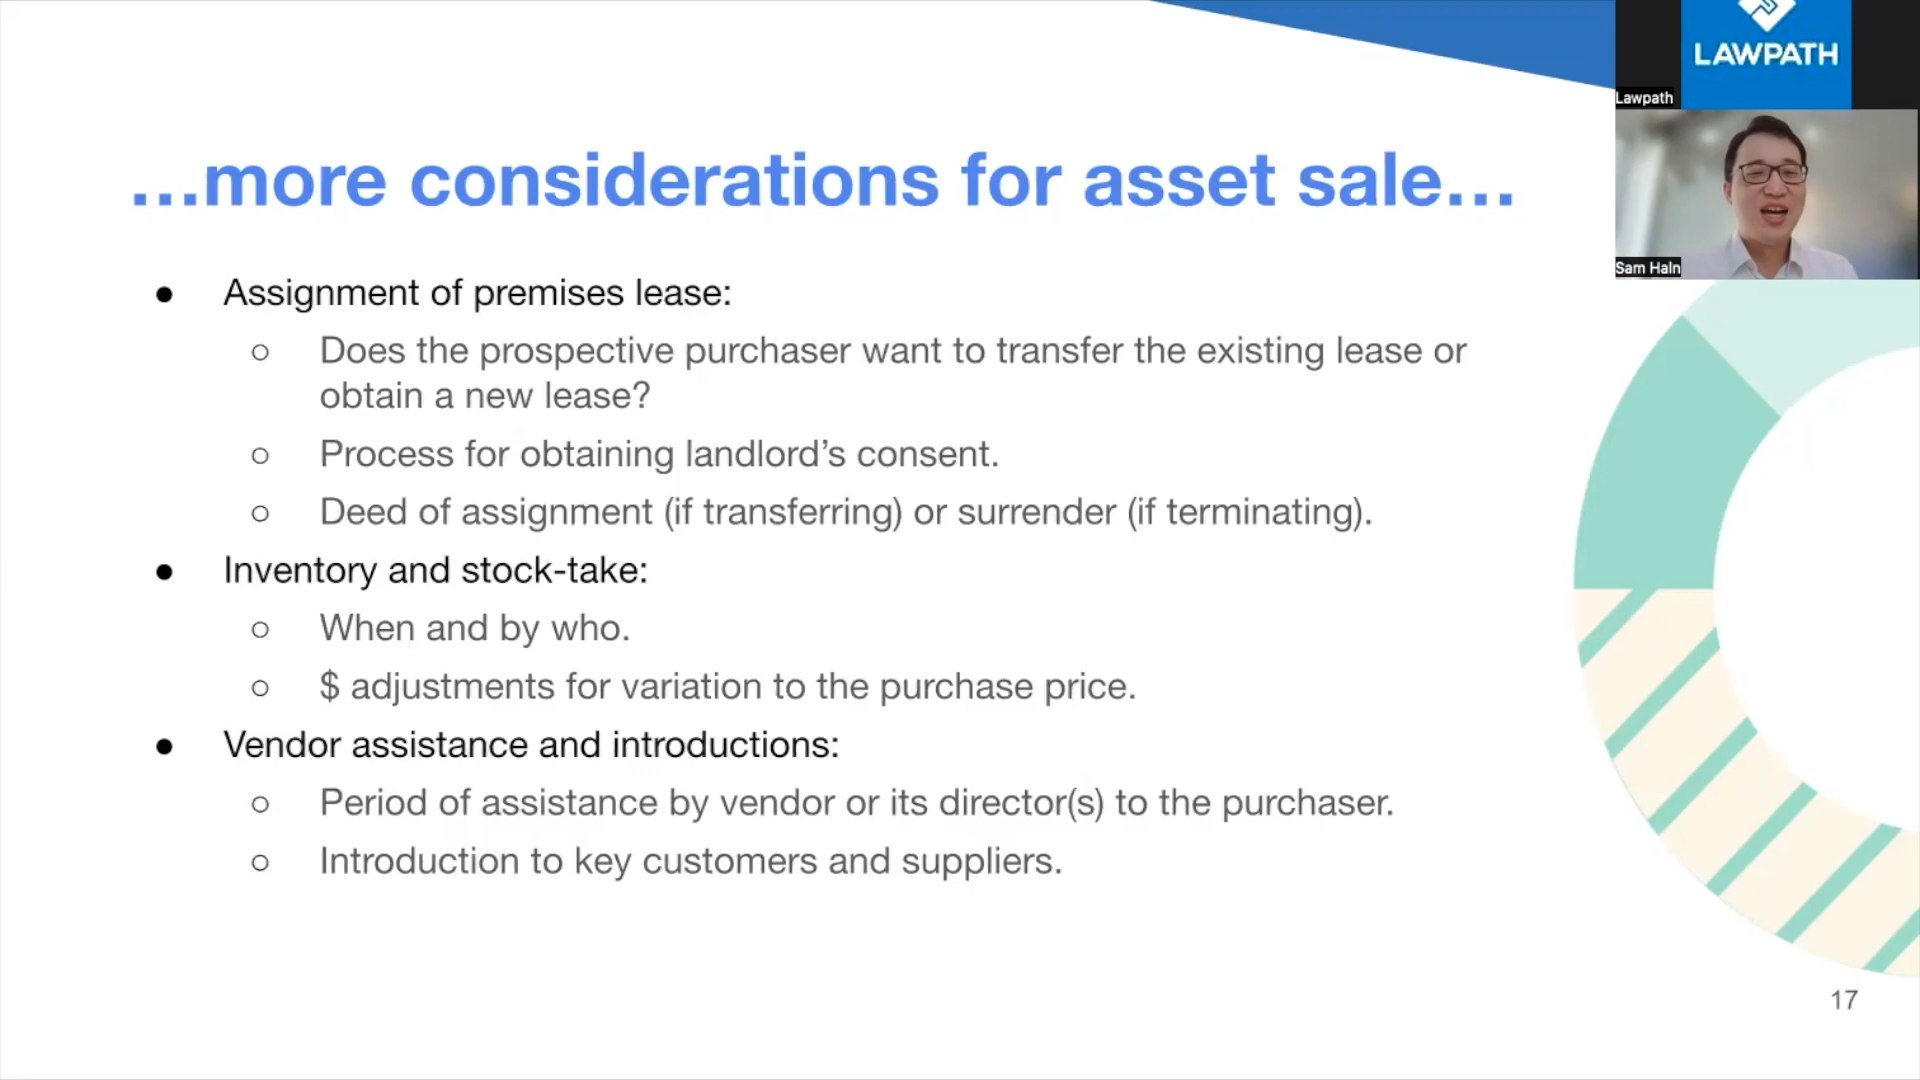 LAWPATH
Lawpath
...more considerations for asset sale...
Sam Haln
● Assignment of premises lease:
○ Does the prospective purchaser want to transfer the existing lease or
obtain a new lease?
○ Process for obtaining landlord’s consent.
○ Deed of assignment (if transferring) or surrender (if terminating).
● Inventory and stock-take:
○ When and by who.
○ $ adjustments for variation to the purchase price.
● Vendor assistance and introductions:
○ Period of assistance by vendor or its director(s) to the purchaser.
○ Introduction to key customers and suppliers.
17